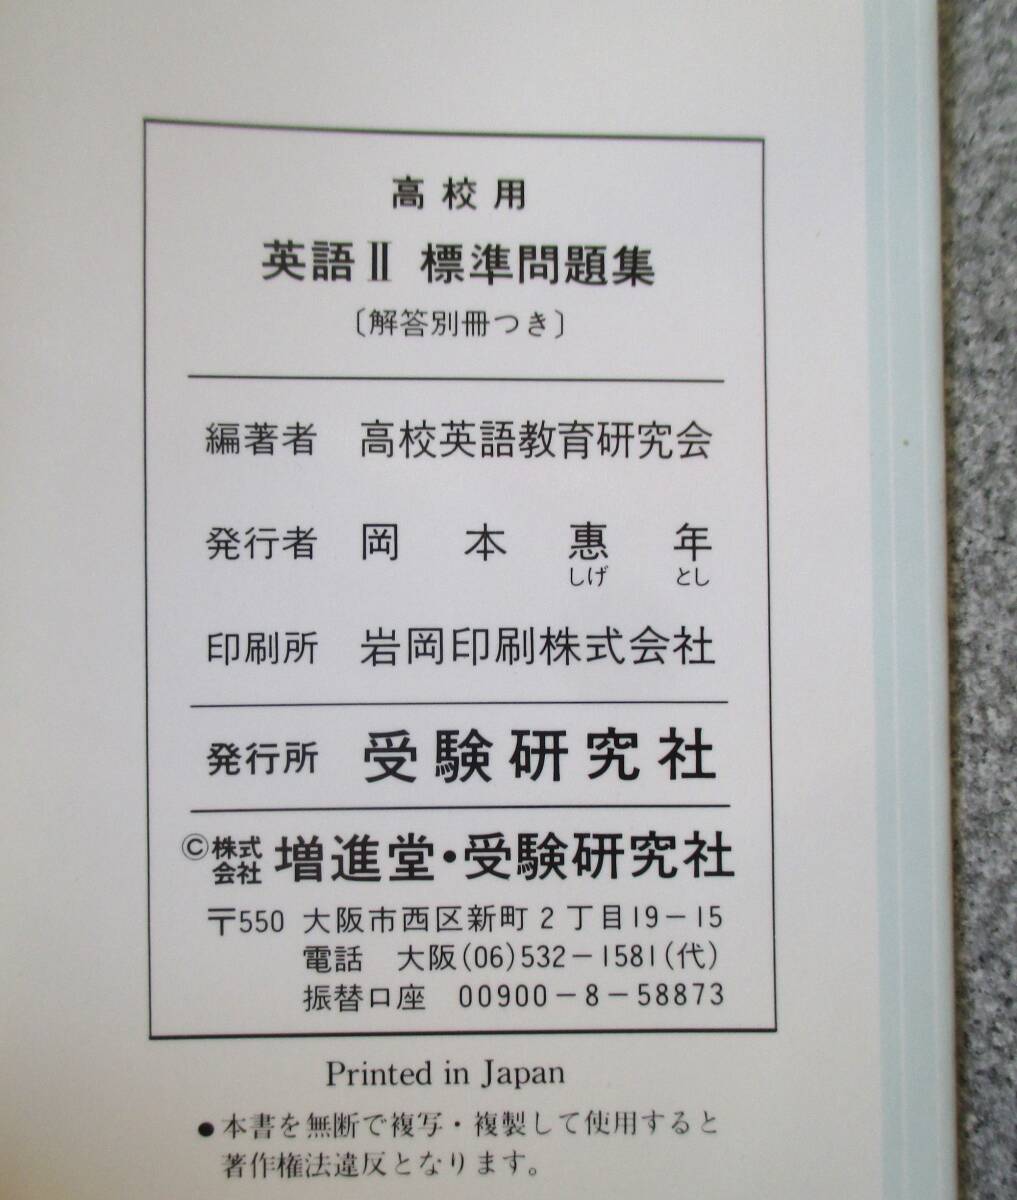 高校用
英語Ⅱ 標準問題集
〔解答別冊つき〕
編著者 高校英語教育研究会
発行者 岡本惠年
しげ とし
印刷所 岩岡印刷株式会社
発行所 受験研究社
©株式会社 増進堂・受験研究社
〒550 大阪市西区新町2丁目19-15
電話 大阪(06)532-1581(代)
振替口座 00900-8-58873
Printed in Japan
●本書を無断で複写・複製して使用すると
著作権法違反となります。